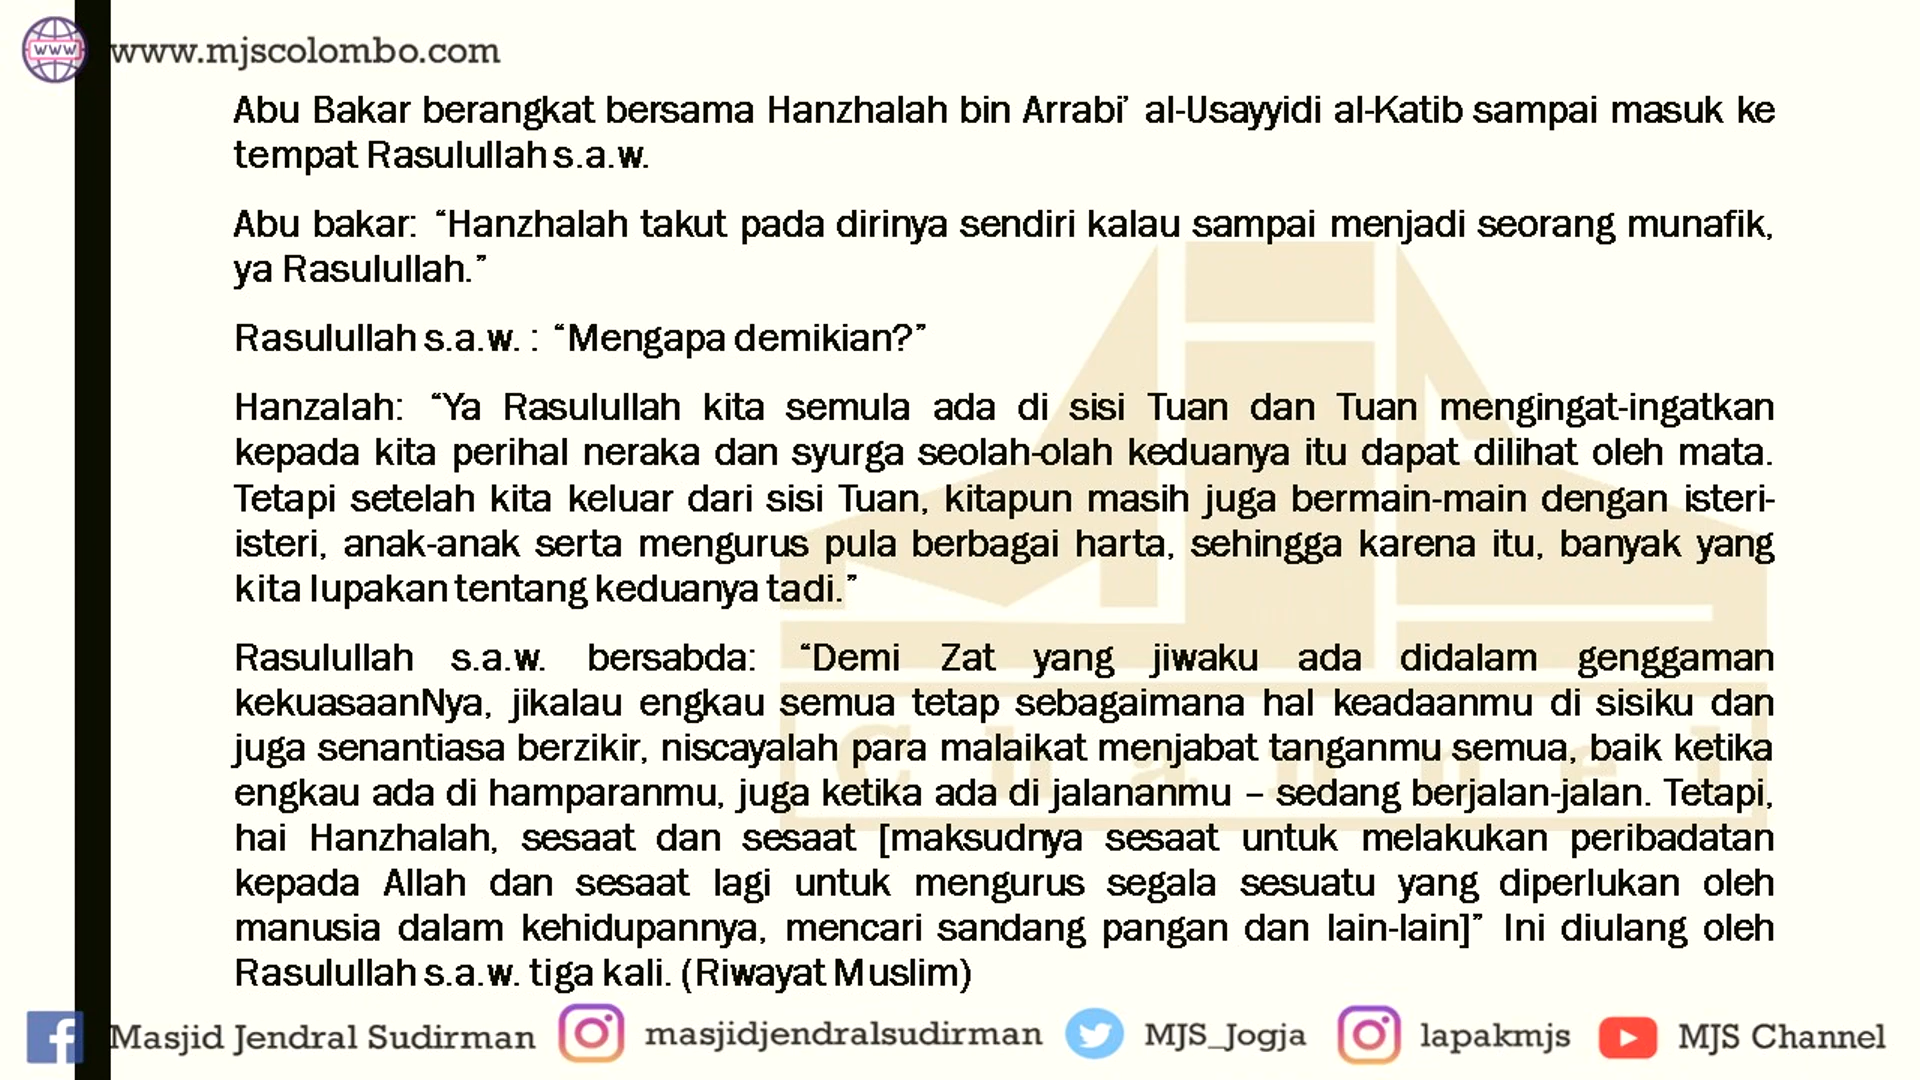 www.mjscolombo.com
Abu Bakar berangkat bersama Hanzhalah bin Arrabi’ al-Usayyidi al-Katib sampai masuk ke
tempat Rasulullah s.a.w.
Abu bakar: “Hanzhalah takut pada dirinya sendiri kalau sampai menjadi seorang munafik,
ya Rasulullah.”
Rasulullah s.a.w. : “Mengapa demikian?”
Hanzalah: “Ya Rasulullah kita semula ada di sisi Tuan dan Tuan mengingat-ingatkan
kepada kita perihal neraka dan syurga seolah-olah keduanya itu dapat dilihat oleh mata.
Tetapi setelah kita keluar dari sisi Tuan, kitapun masih juga bermain-main dengan isteri-
isteri, anak-anak serta mengurus pula berbagai harta, sehingga karena itu, banyak yang
kita lupakan tentang keduanya tadi.”
Rasulullah s.a.w. bersabda: “Demi Zat yang jiwaku ada didalam genggaman
kekuasaanNya, jikalau engkau semua tetap sebagaimana hal keadaanmu di sisiku dan
juga senantiasa berzikir, niscayalah para malaikat menjabat tanganmu semua, baik ketika
engkau ada di hamparanmu, juga ketika ada di jalananmu – sedang berjalan-jalan. Tetapi,
hai Hanzhalah, sesaat dan sesaat [maksudnya sesaat untuk melakukan peribadatan
kepada Allah dan sesaat lagi untuk mengurus segala sesuatu yang diperlukan oleh
manusia dalam kehidupannya, mencari sandang pangan dan lain-lain]” Ini diulang oleh
Rasulullah s.a.w. tiga kali. (Riwayat Muslim)
Channel
Masjid Jendral Sudirman masjidjendralsudirman MJS_Jogja lapakmjs MJS Channel